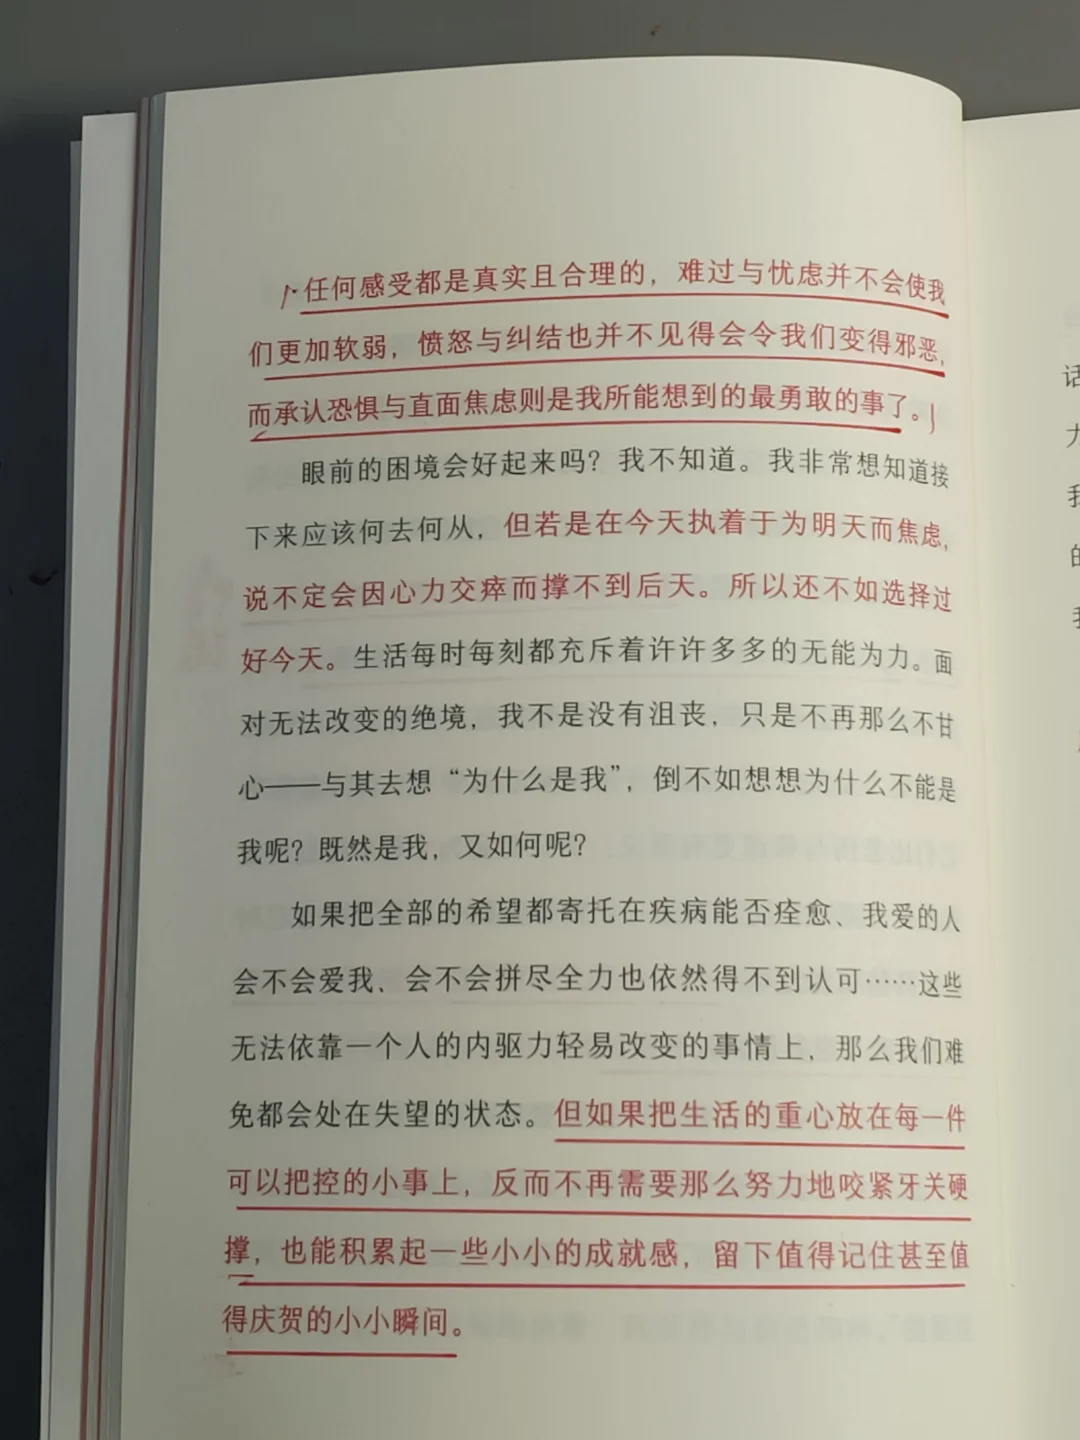 任何感受都是真实且合理的，难过与忧虑并不会使我
们更加软弱，愤怒与纠结也并不见得会令我们变得邪恶，
而承认恐惧与直面焦虑则是我所能想到的最勇敢的事了。
眼前的困境会好起来吗？我不知道。我非常想知道接
下来应该何去何从，但若是在今天执着于为明天而焦虑，
说不定会因心力交瘁而撑不到后天。所以还不如选择过
好今天。生活每时每刻都充斥着许许多多的无能为力。面
对无法改变的绝境，我不是没有沮丧，只是不再那么不甘
心——与其去想“为什么是我”，倒不如想想为什么不能是
我呢？既然是我，又如何呢？
如果把全部的希望都寄托在疾病能否痊愈、我爱的人
会不会爱我、会不会拼尽全力也依然得不到认可……这些
无法依靠一个人的内驱力轻易改变的事情上，那么我们难
免都会处在失望的状态。但如果把生活的重心放在每一件
可以把控的小事上，反而不再需要那么努力地咬紧牙关硬
撑，也能积累起一些小小的成就感，留下值得记住甚至值
得庆贺的小小瞬间。
话
我
的